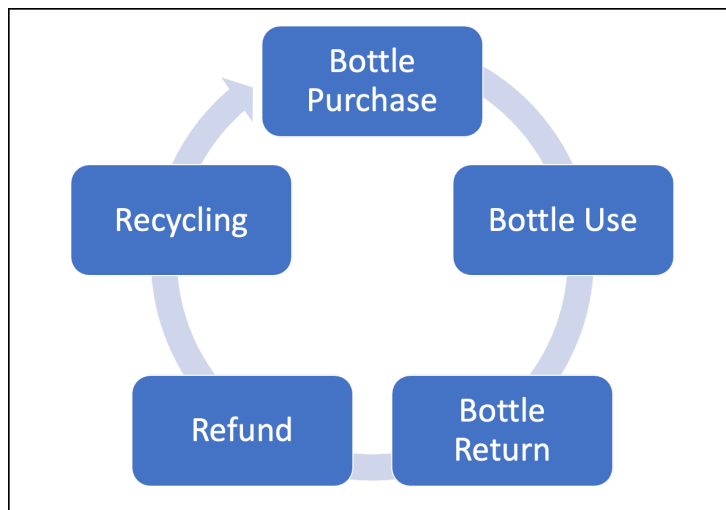 Bottle
Purchase
Bottle Use
Bottle
Return
Refund
Recycling